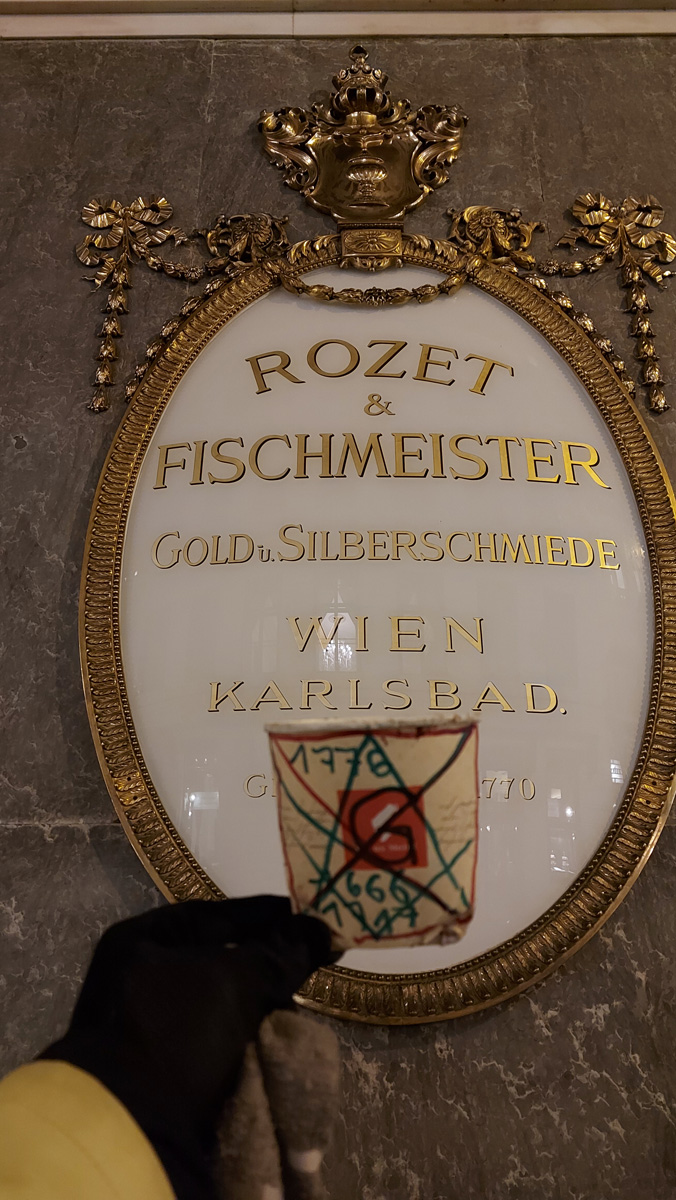 ROZET
&
FISCHMEISTER
GOLD u. SILBERSCHMIEDE
WIEN
KARLSBAD.
G 1770
1778
G
666